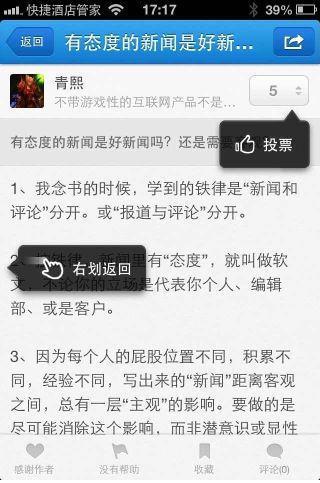 快捷酒店管家 17:17 39%
返回 有态度的新闻是好新...
青熙
不带游戏性的互联网产品不是...
5
有态度的新闻是好新闻吗？还是需要
投票
1、我念书的时候，学到的铁律是“新闻和
评论”分开。或“报道与评论”分开。
2、
新闻里有“态度”，就叫做软
右划返回
文，不论你的立场是代表你个人、编辑
部、或是客户。
3、因为每个人的屁股位置不同，积累不
同，经验不同，写出来的“新闻”距离客观
之间，总有一层“主观”的影响。要做的是
尽可能消除这个影响，而非潜意识或显性
感谢作者 没有帮助 收藏 评论(0)